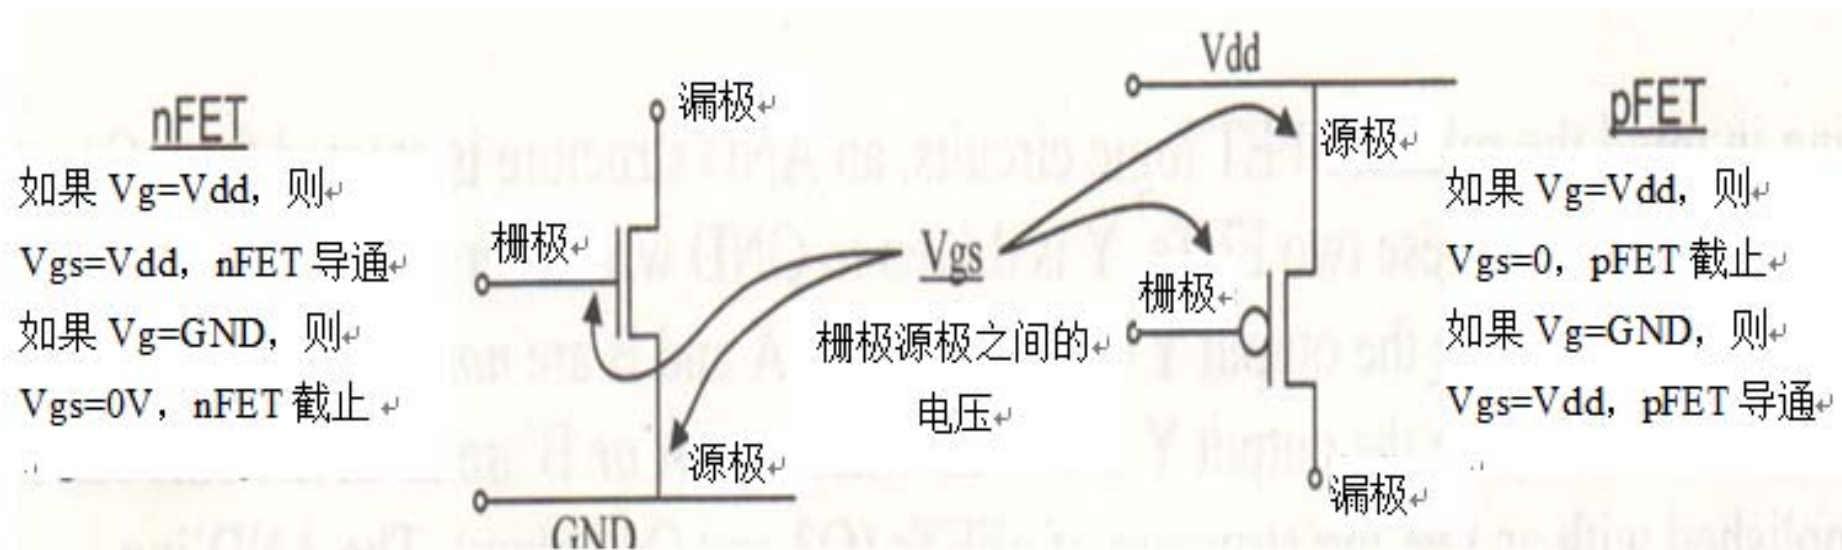 nFET
如果 Vg=Vdd，则
Vgs=Vdd，nFET 导通
如果 Vg=GND，则
Vgs=0V，nFET 截止
漏极
栅极
源极
GND
Vgs
栅极源极之间的
电压
Vdd
源极
栅极
漏极
pFET
如果 Vg=Vdd，则
Vgs=0，pFET 截止
如果 Vg=GND，则
Vgs=Vdd，pFET 导通